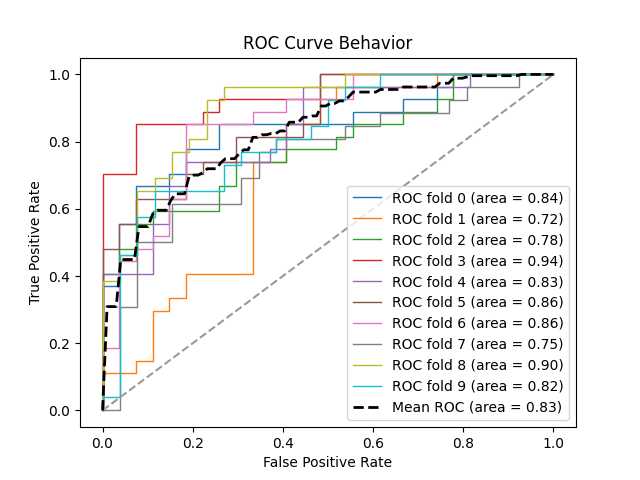 ROC Curve Behavior
True Positive Rate
1.0
0.8
0.6
0.4
0.2
0.0
ROC fold 0 (area = 0.84)
ROC fold 1 (area = 0.72)
ROC fold 2 (area = 0.78)
ROC fold 3 (area = 0.94)
ROC fold 4 (area = 0.83)
ROC fold 5 (area = 0.86)
ROC fold 6 (area = 0.86)
ROC fold 7 (area = 0.75)
ROC fold 8 (area = 0.90)
ROC fold 9 (area = 0.82)
Mean ROC (area = 0.83)
0.0 0.2 0.4 0.6 0.8 1.0
False Positive Rate